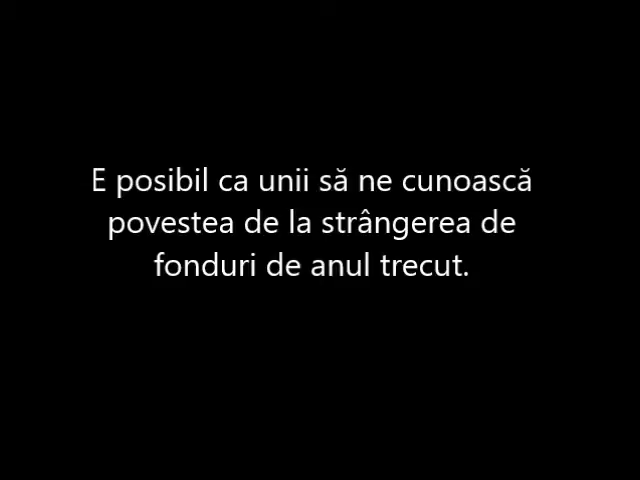 E posibil ca unii să ne cunoască
povestea de la strângerea de
fonduri de anul trecut.